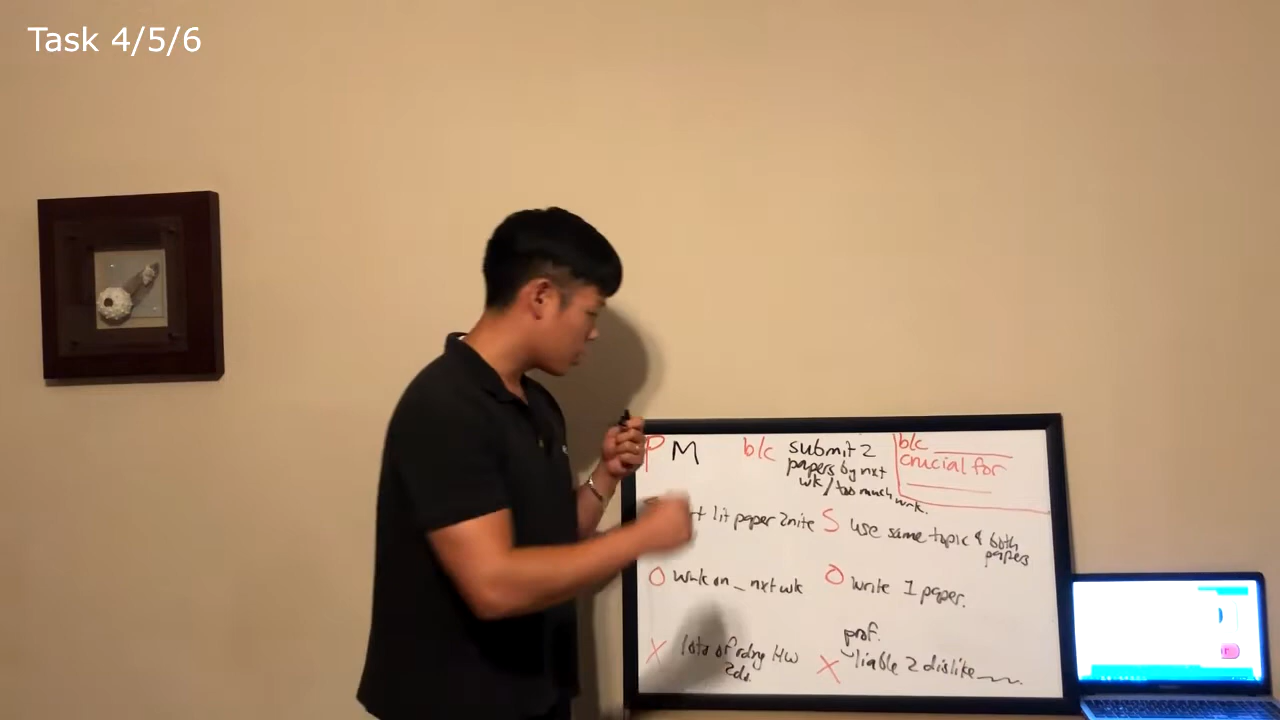 Task 4/5/6
P M b/c submit 2
papers by nxt
wk / too much wrk.
b/c
crucial for
lit paper 2nite
S use same topic 4 both
papers
O wrk on _ nxt wk
O write 1 paper.
X lots of rdng HW
2do.
prof.
X liable 2 dislike